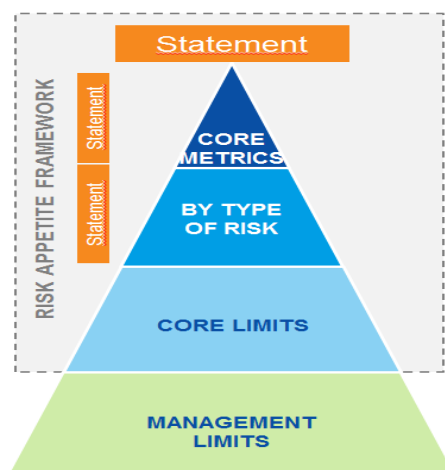 Statement
RISK APPETITE FRAMEWORK
Statement
Statement
CORE
METRICS
BY TYPE
OF RISK
CORE LIMITS
MANAGEMENT
LIMITS